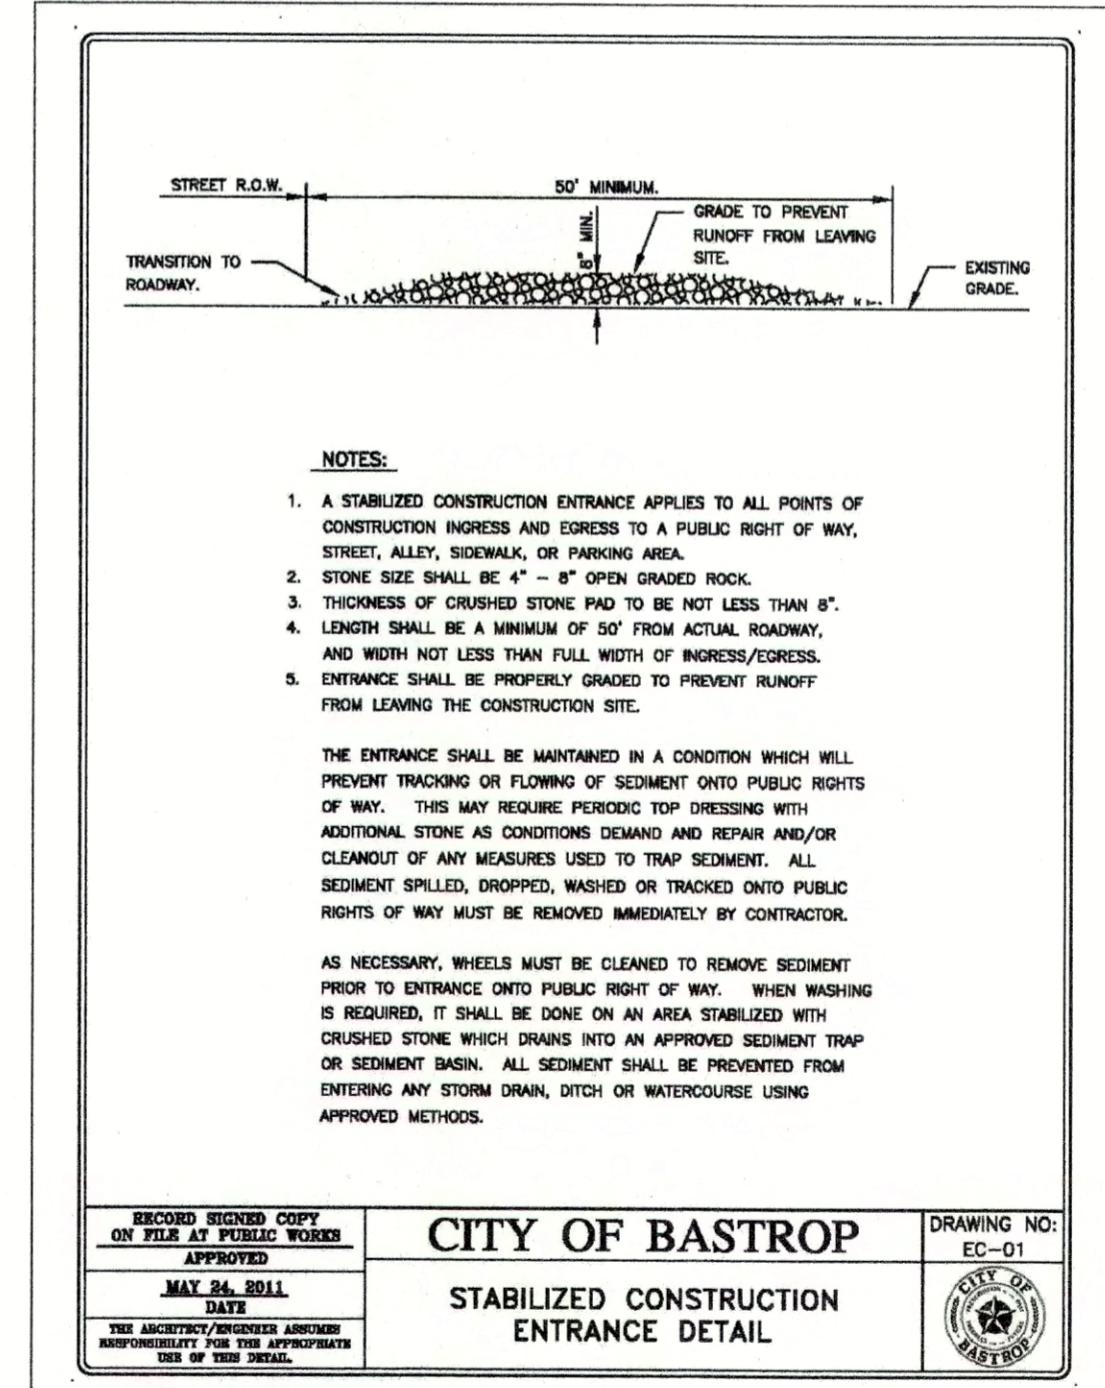 STREET R.O.W.
50' MINIMUM.
8" MIN.
GRADE TO PREVENT
RUNOFF FROM LEAVING
SITE.
TRANSITION TO
ROADWAY.
EXISTING
GRADE.
NOTES:
1. A STABILIZED CONSTRUCTION ENTRANCE APPLIES TO ALL POINTS OF
CONSTRUCTION INGRESS AND EGRESS TO A PUBLIC RIGHT OF WAY,
STREET, ALLEY, SIDEWALK, OR PARKING AREA.
2. STONE SIZE SHALL BE 4" – 8" OPEN GRADED ROCK.
3. THICKNESS OF CRUSHED STONE PAD TO BE NOT LESS THAN 8".
4. LENGTH SHALL BE A MINIMUM OF 50' FROM ACTUAL ROADWAY,
AND WIDTH NOT LESS THAN FULL WIDTH OF INGRESS/EGRESS.
5. ENTRANCE SHALL BE PROPERLY GRADED TO PREVENT RUNOFF
FROM LEAVING THE CONSTRUCTION SITE.
THE ENTRANCE SHALL BE MAINTAINED IN A CONDITION WHICH WILL
PREVENT TRACKING OR FLOWING OF SEDIMENT ONTO PUBLIC RIGHTS
OF WAY. THIS MAY REQUIRE PERIODIC TOP DRESSING WITH
ADDITIONAL STONE AS CONDITIONS DEMAND AND REPAIR AND/OR
CLEANOUT OF ANY MEASURES USED TO TRAP SEDIMENT. ALL
SEDIMENT SPILLED, DROPPED, WASHED OR TRACKED ONTO PUBLIC
RIGHTS OF WAY MUST BE REMOVED IMMEDIATELY BY CONTRACTOR.
AS NECESSARY, WHEELS MUST BE CLEANED TO REMOVE SEDIMENT
PRIOR TO ENTRANCE ONTO PUBLIC RIGHT OF WAY. WHEN WASHING
IS REQUIRED, IT SHALL BE DONE ON AN AREA STABILIZED WITH
CRUSHED STONE WHICH DRAINS INTO AN APPROVED SEDIMENT TRAP
OR SEDIMENT BASIN. ALL SEDIMENT SHALL BE PREVENTED FROM
ENTERING ANY STORM DRAIN, DITCH OR WATERCOURSE USING
APPROVED METHODS.
RECORD SIGNED COPY
ON FILE AT PUBLIC WORKS
APPROVED
MAY 24, 2011
DATE
THE ARCHITECT/ENGINEER ASSUMES
RESPONSIBILITY FOR THE APPROPRIATE
USE OF THIS DETAIL.
CITY OF BASTROP
STABILIZED CONSTRUCTION
ENTRANCE DETAIL
DRAWING NO:
EC–01
CITY OF
BASTROP